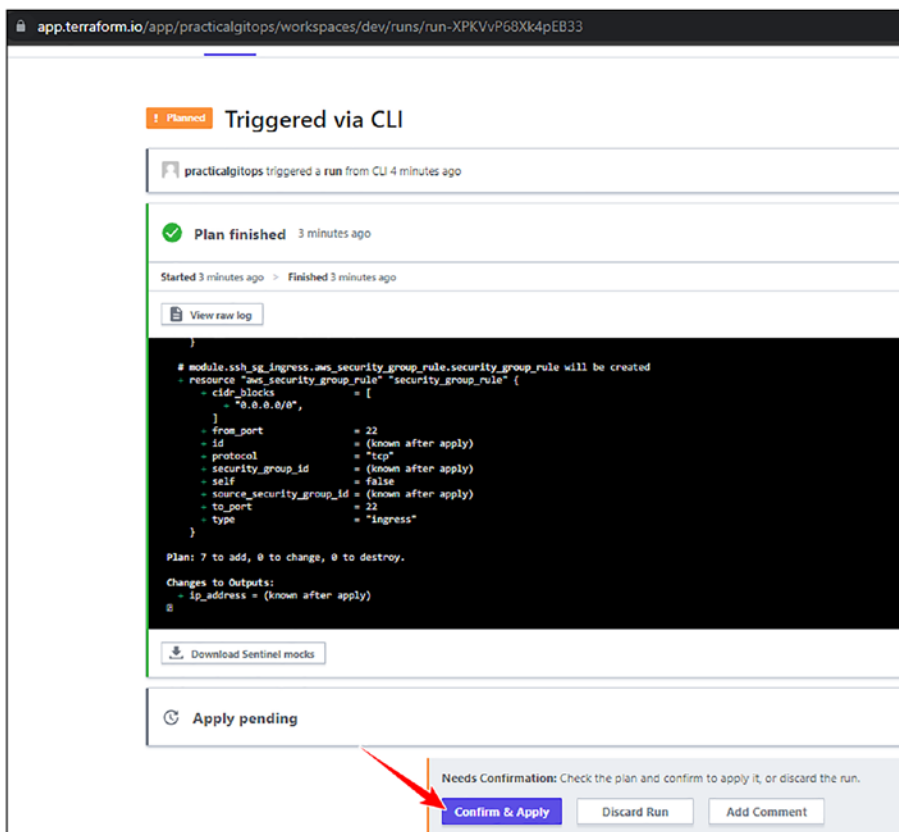 app.terraform.io/app/practicalgitops/workspaces/dev/runs/run-XPKVvP68Xk4pEB33
! Planned Triggered via CLI
practicalgitops triggered a run from CLI 4 minutes ago
Plan finished 3 minutes ago
Started 3 minutes ago > Finished 3 minutes ago
View raw log
}
# module.ssh_sg_ingress.aws_security_group_rule.security_group_rule will be created
+ resource "aws_security_group_rule" "security_group_rule" {
+ cidr_blocks = [
+ "0.0.0.0/0",
]
+ from_port = 22
+ id = (known after apply)
+ protocol = "tcp"
+ security_group_id = (known after apply)
+ self = false
+ source_security_group_id = (known after apply)
+ to_port = 22
+ type = "ingress"
}
Plan: 7 to add, 0 to change, 0 to destroy.
Changes to Outputs:
+ ip_address = (known after apply)
Download Sentinel mocks
Apply pending
Needs Confirmation: Check the plan and confirm to apply it, or discard the run.
Confirm & Apply Discard Run Add Comment